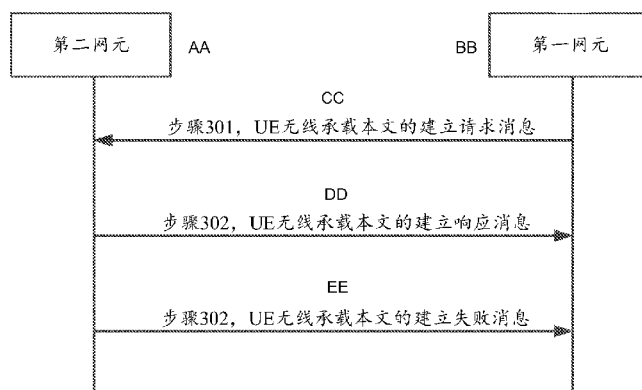 第二网元 AA BB 第一网元
CC
步骤301，UE无线承载本文的建立请求消息
DD
步骤302，UE无线承载本文的建立响应消息
EE
步骤302，UE无线承载本文的建立失败消息